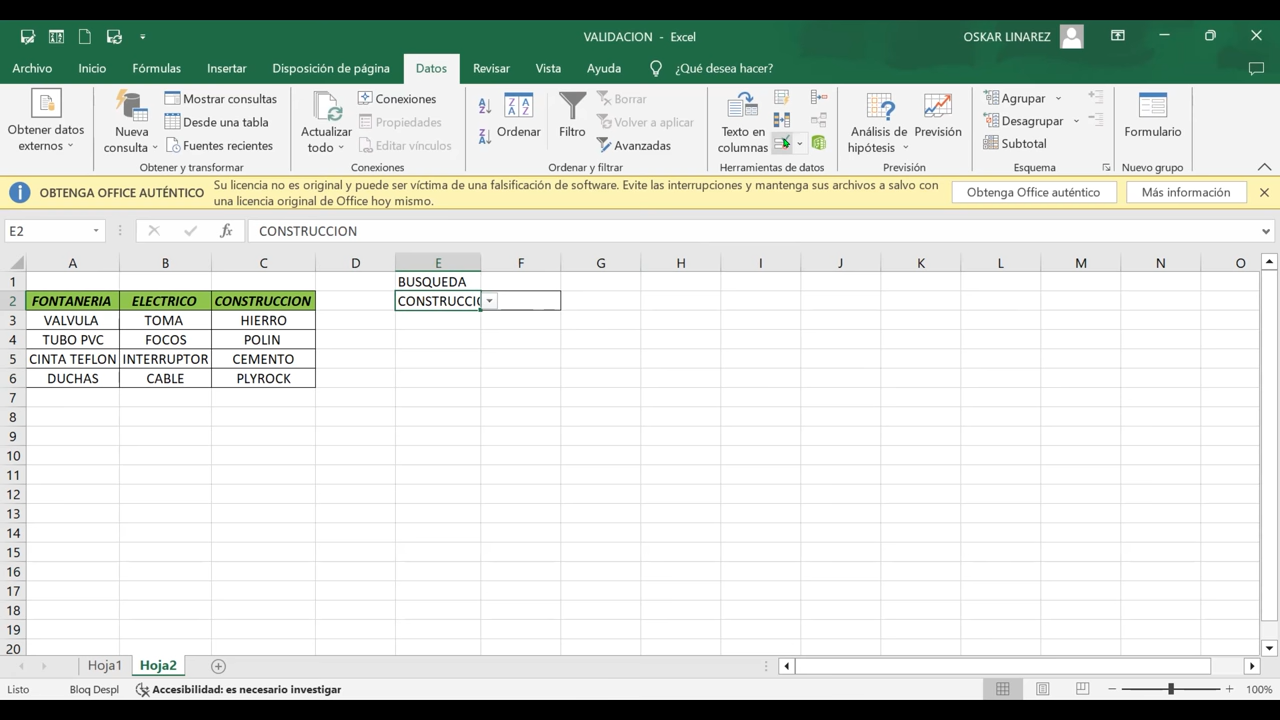 VALIDACION - Excel
OSKAR LINAREZ
Archivo Inicio Fórmulas Insertar Disposición de página Datos Revisar Vista Ayuda ¿Qué desea hacer?
Obtener datos externos
Nueva consulta
Mostrar consultas
Desde una tabla
Fuentes recientes
Obtener y transformar
Actualizar todo
Conexiones
Propiedades
Editar vínculos
Conexiones
Ordenar
Filtro
Borrar
Volver a aplicar
Avanzadas
Ordenar y filtrar
Texto en columnas
Herramientas de datos
Análisis de hipótesis
Previsión
Previsión
Agrupar
Desagrupar
Subtotal
Esquema
Formulario
Nuevo grupo
OBTENGA OFFICE AUTÉNTICO
Su licencia no es original y puede ser víctima de una falsificación de software. Evite las interrupciones y mantenga sus archivos a salvo con
una licencia original de Office hoy mismo.
Obtenga Office auténtico
Más información
E2
fx
CONSTRUCCION
A B C D E F G H I J K L M N O
1 BUSQUEDA
2 FONTANERIA ELECTRICO CONSTRUCCION CONSTRUCCIO
3 VALVULA TOMA HIERRO
4 TUBO PVC FOCOS POLIN
5 CINTA TEFLON INTERRUPTOR CEMENTO
6 DUCHAS CABLE PLYROCK
7
8
9
10
11
12
13
14
15
16
17
18
19
20
Hoja1 Hoja2
Listo Bloq Despl Accesibilidad: es necesario investigar 100%